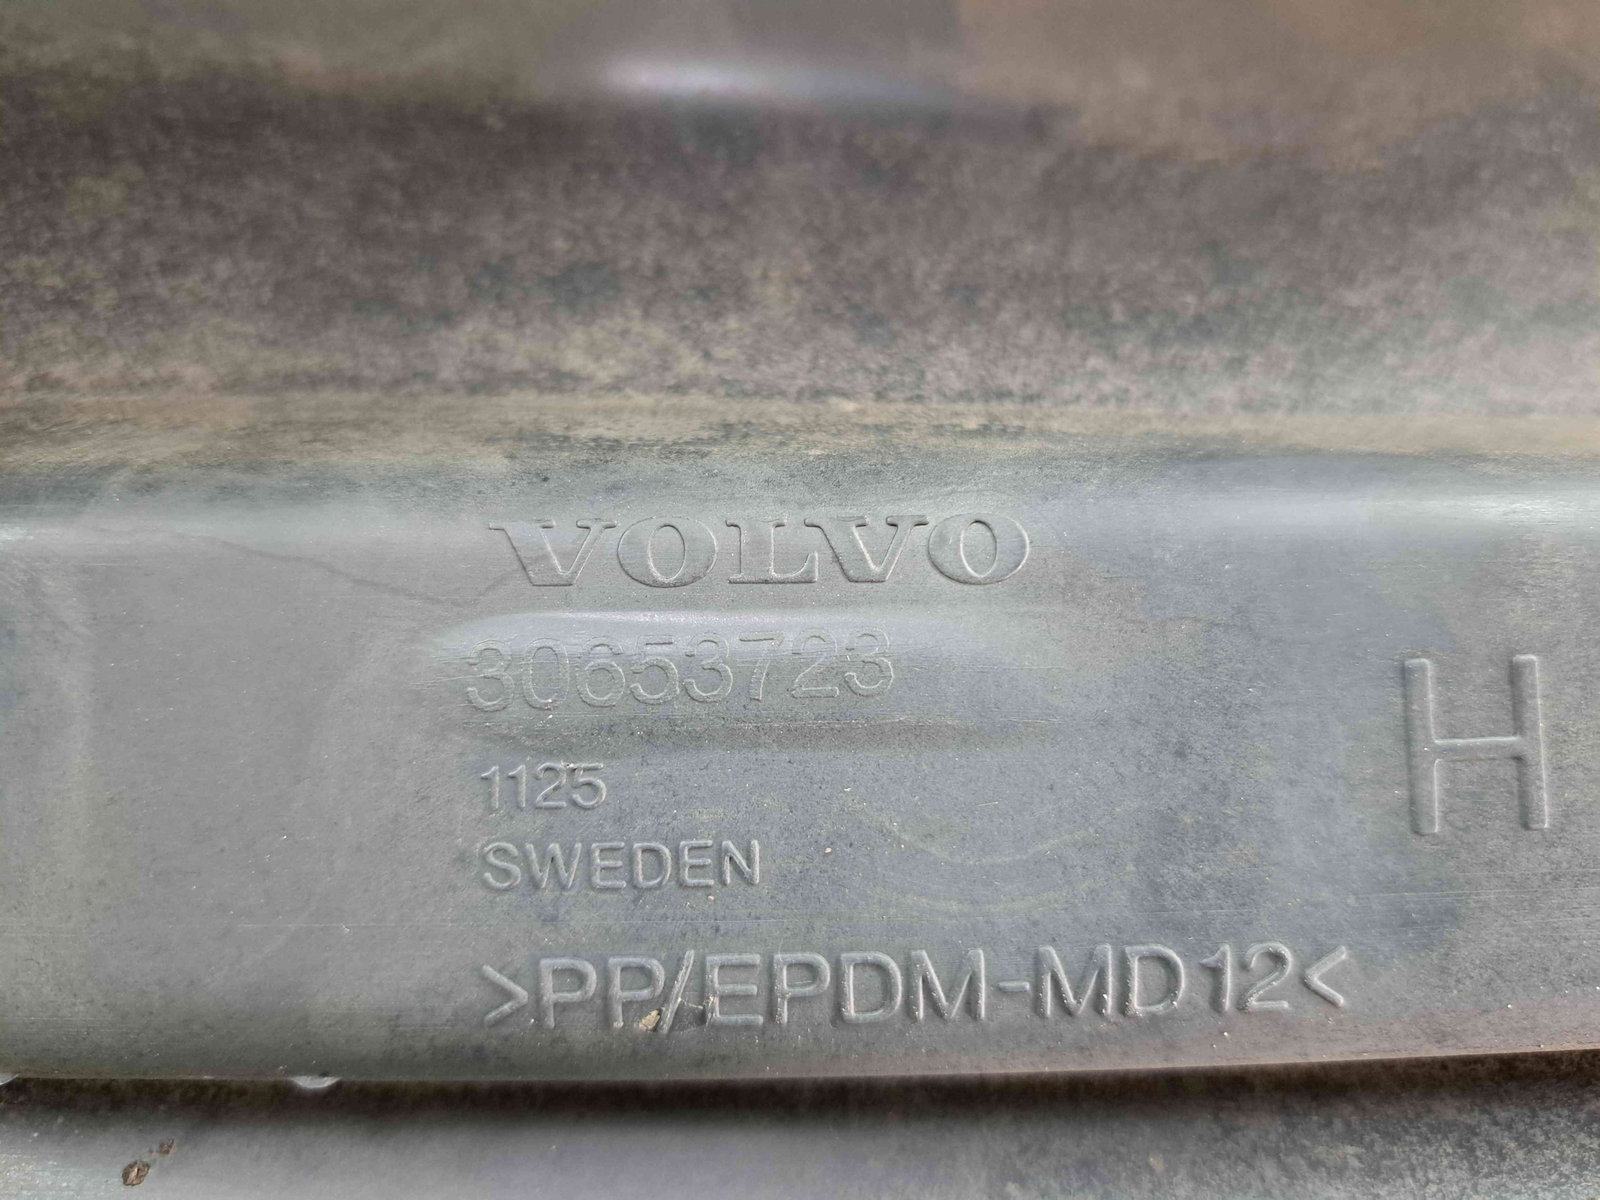 VOLVO
30653723
H
1125
SWEDEN
>PP/EPDM-MD12<